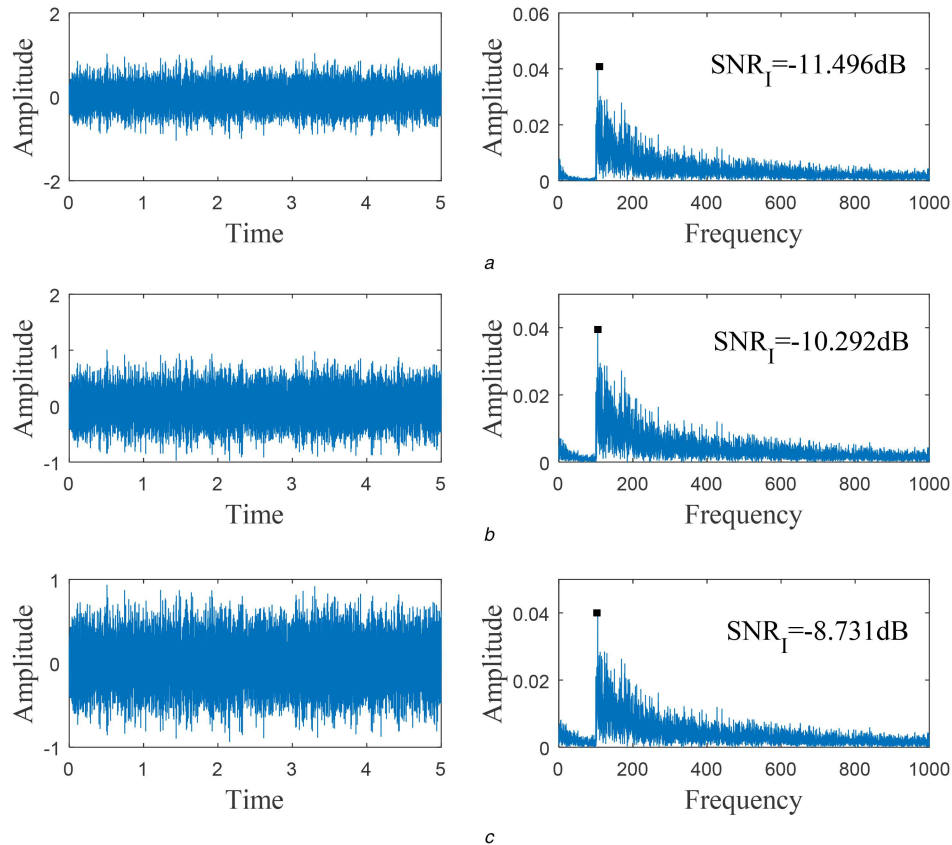 2
0
-2
Amplitude
0 1 2 3 4 5
Time
0.06
0.04
0.02
0
Amplitude
SNR_I=-11.496dB
0 200 400 600 800 1000
Frequency
a
2
1
0
-1
Amplitude
0 1 2 3 4 5
Time
0.04
0.02
0
Amplitude
SNR_I=-10.292dB
0 200 400 600 800 1000
Frequency
b
1
0
-1
Amplitude
0 1 2 3 4 5
Time
0.04
0.02
0
Amplitude
SNR_I=-8.731dB
0 200 400 600 800 1000
Frequency
c